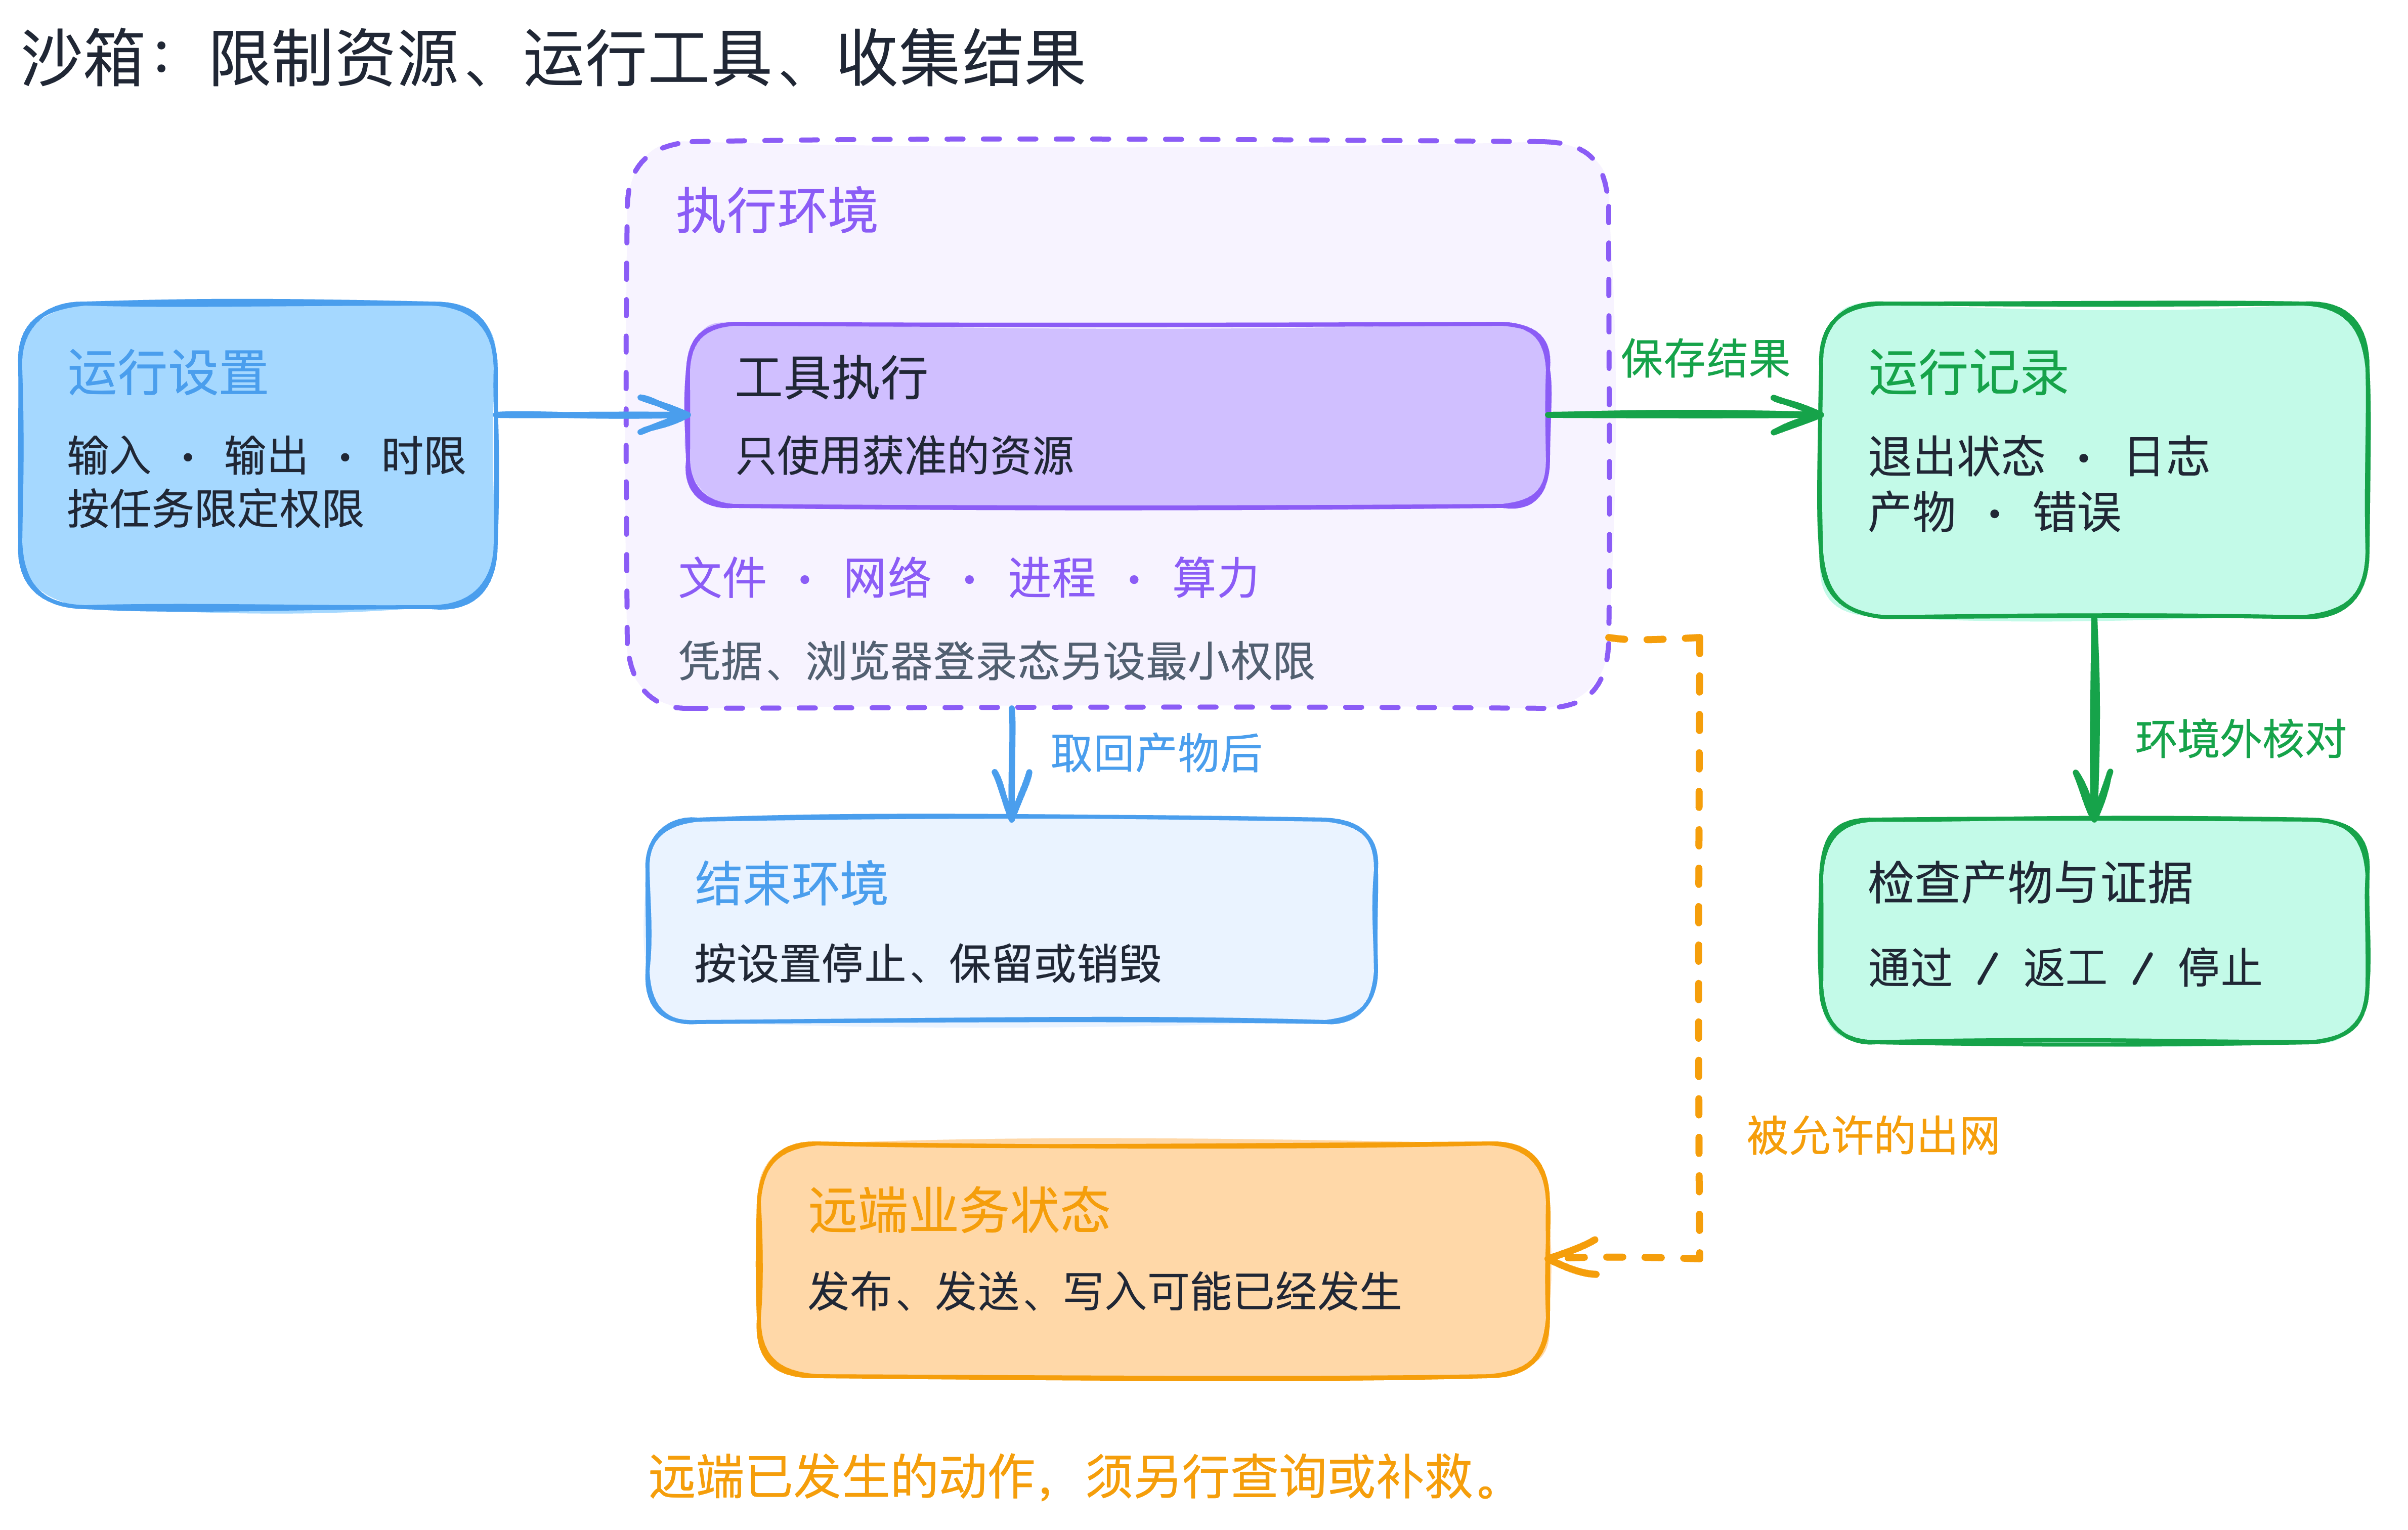 沙箱：限制资源、运行工具、收集结果
执行环境
运行设置
输入 · 输出 · 时限
按任务限定权限
工具执行
只使用获准的资源
文件 · 网络 · 进程 · 算力
凭据、浏览器登录态另设最小权限
保存结果
运行记录
退出状态 · 日志
产物 · 错误
取回产物后
环境外核对
结束环境
按设置停止、保留或销毁
检查产物与证据
通过 / 返工 / 停止
被允许的出网
远端业务状态
发布、发送、写入可能已经发生
远端已发生的动作，须另行查询或补救。